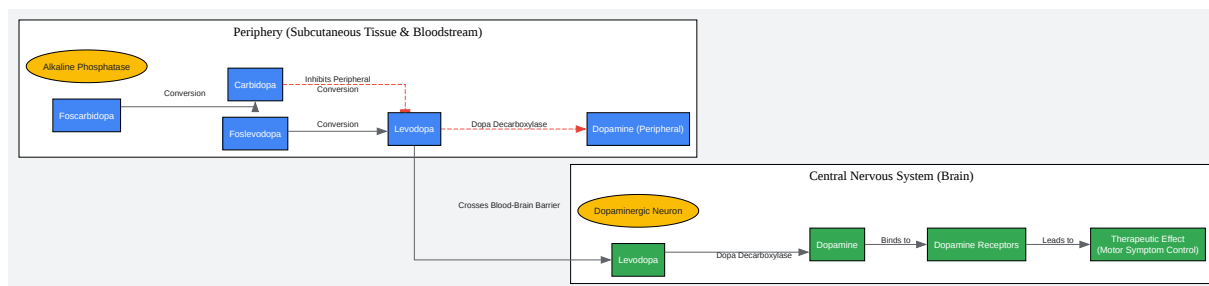 Periphery (Subcutaneous Tissue & Bloodstream)
Alkaline Phosphatase
Carbidopa
Inhibits Peripheral
Conversion
Conversion
Foscarbidopa
Foslevodopa
Conversion
Levodopa
Dopa Decarboxylase
Dopamine (Peripheral)
Central Nervous System (Brain)
Crosses Blood-Brain Barrier
Dopaminergic Neuron
Levodopa
Dopa Decarboxylase
Dopamine
Binds to
Dopamine Receptors
Leads to
Therapeutic Effect
(Motor Symptom Control)